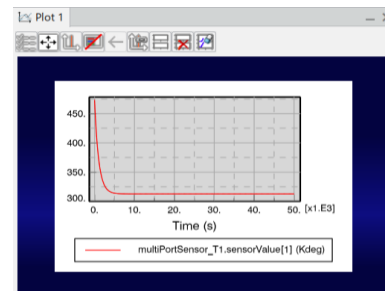 Plot 1
450.
400.
350.
300.
0. 10. 20. 30. 40. 50. [x1.E3]
Time (s)
multiPortSensor_T1.sensorValue[1] (Kdeg)